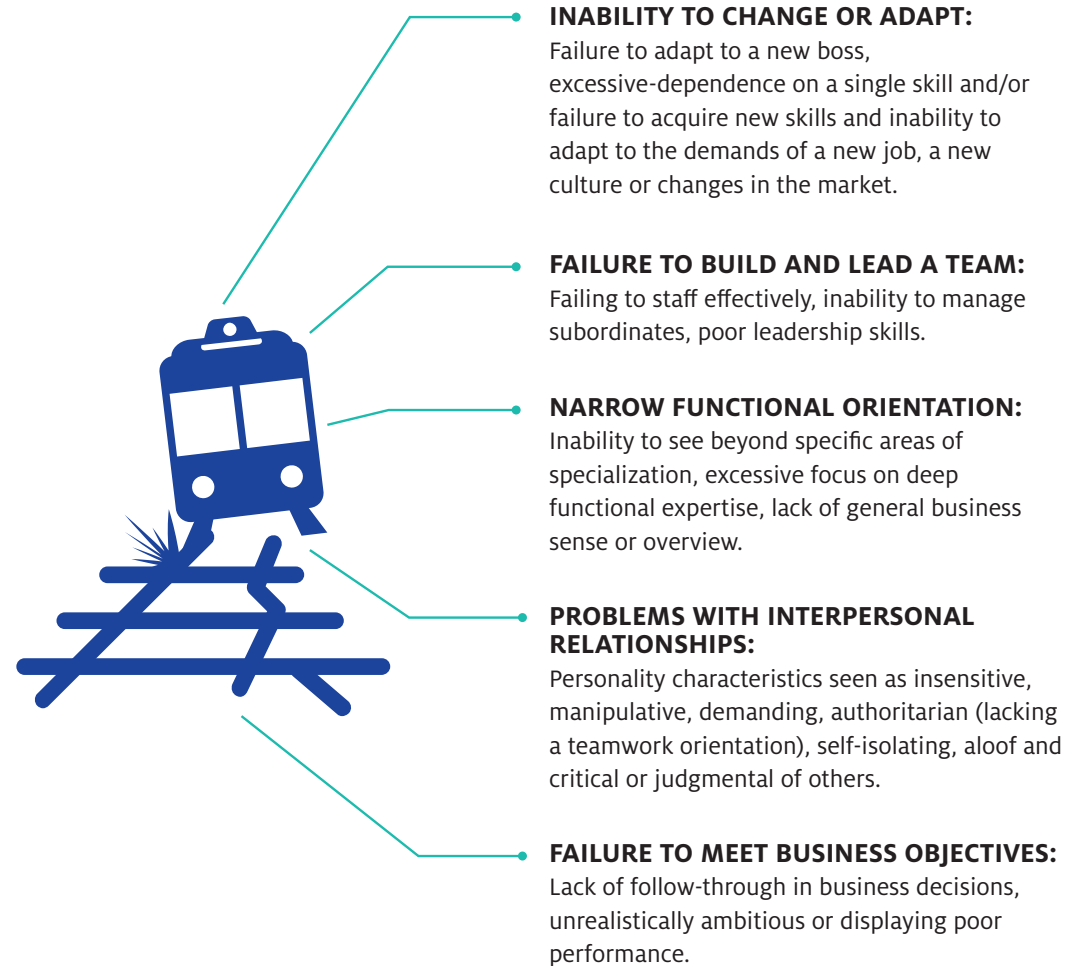 INABILITY TO CHANGE OR ADAPT:
Failure to adapt to a new boss,
excessive-dependence on a single skill and/or
failure to acquire new skills and inability to
adapt to the demands of a new job, a new
culture or changes in the market.
FAILURE TO BUILD AND LEAD A TEAM:
Failing to staff effectively, inability to manage
subordinates, poor leadership skills.
NARROW FUNCTIONAL ORIENTATION:
Inability to see beyond specific areas of
specialization, excessive focus on deep
functional expertise, lack of general business
sense or overview.
PROBLEMS WITH INTERPERSONAL
RELATIONSHIPS:
Personality characteristics seen as insensitive,
manipulative, demanding, authoritarian (lacking
a teamwork orientation), self-isolating, aloof and
critical or judgmental of others.
FAILURE TO MEET BUSINESS OBJECTIVES:
Lack of follow-through in business decisions,
unrealistically ambitious or displaying poor
performance.